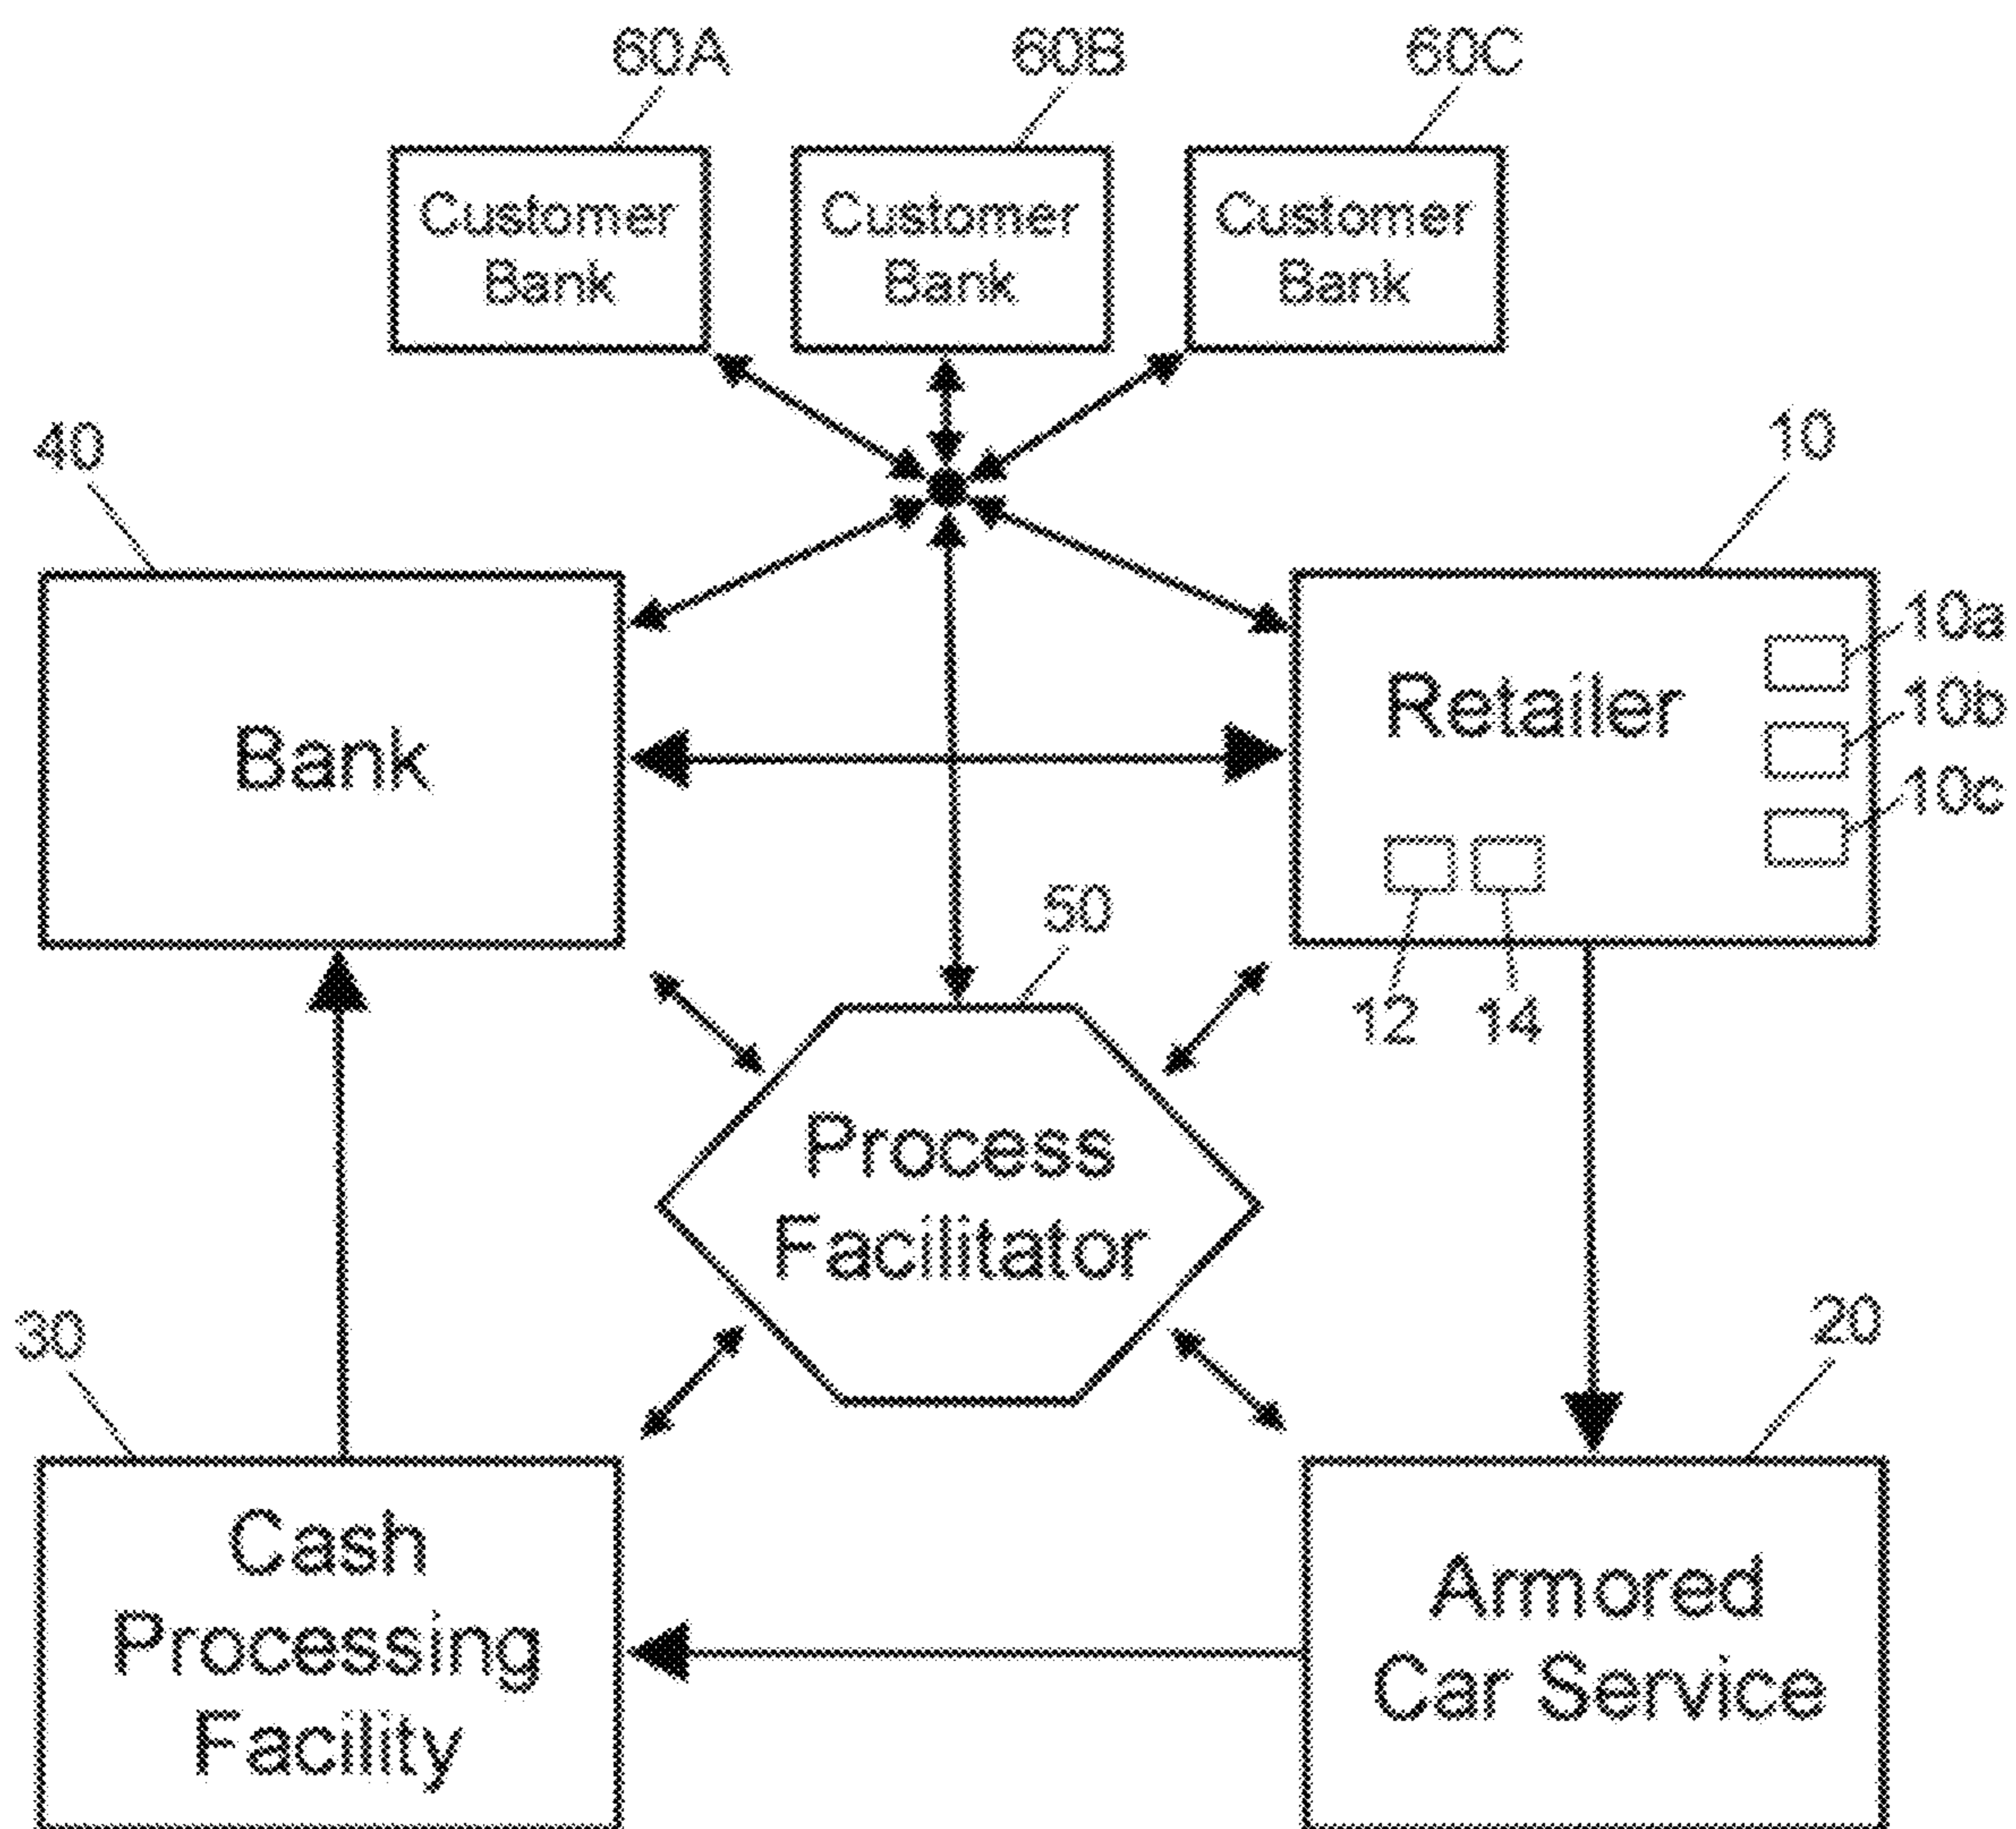 60A
60B
60C
Customer
Bank
Customer
Bank
Customer
Bank
40
10
Bank
Retailer
10a
10b
10c
12
14
50
Process
Facilitator
30
20
Cash
Processing
Facility
Armored
Car Service